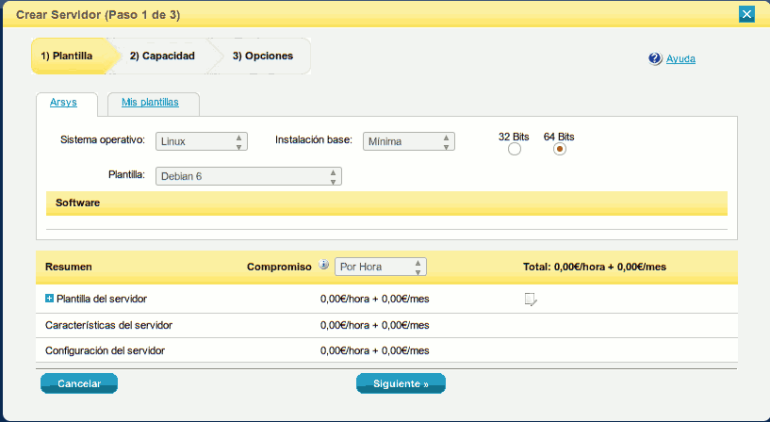 Crear Servidor (Paso 1 de 3)
1) Plantilla 2) Capacidad 3) Opciones
Ayuda
Arsys Mis plantillas
Sistema operativo: Linux Instalación base: Mínima 32 Bits 64 Bits
Plantilla: Debian 6
Software
Resumen Compromiso Por Hora Total: 0,00€/hora + 0,00€/mes
Plantilla del servidor 0,00€/hora + 0,00€/mes
Características del servidor 0,00€/hora + 0,00€/mes
Configuración del servidor 0,00€/hora + 0,00€/mes
Cancelar Siguiente »